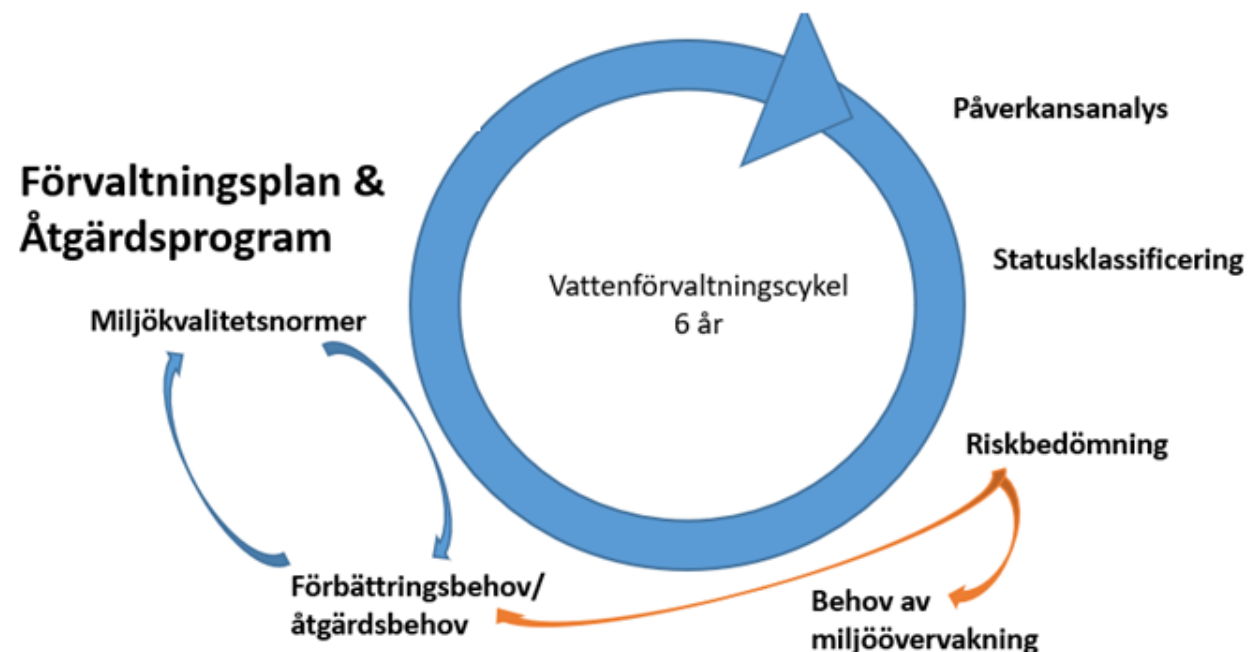 Påverkansanalys
Förvaltningsplan &
Åtgärdsprogram
Statusklassificering
Vattenförvaltningscykel
6 år
Miljökvalitetsnormer
Riskbedömning
Förbättringsbehov/
åtgärdsbehov
Behov av
miljöövervakning